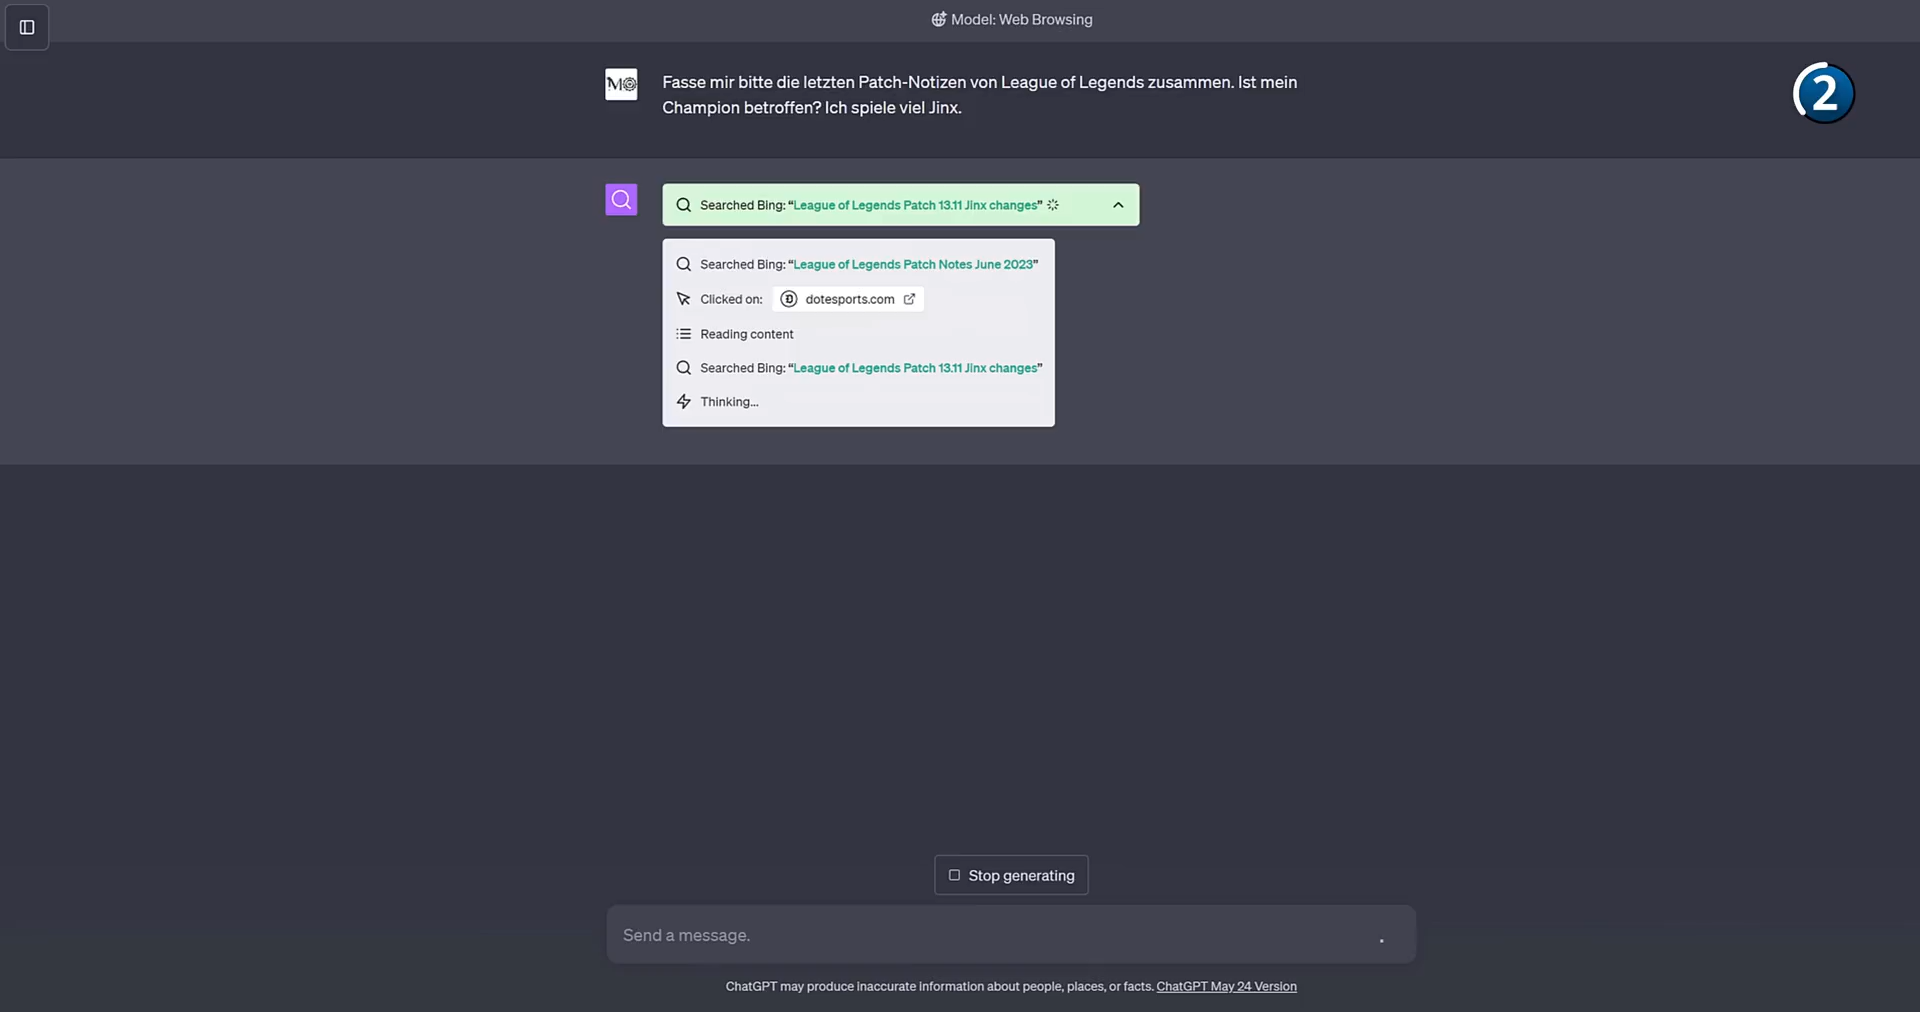 Model: Web Browsing
Fasse mir bitte die letzten Patch-Notizen von League of Legends zusammen. Ist mein
Champion betroffen? Ich spiele viel Jinx.
2
Searched Bing: “League of Legends Patch 13.11 Jinx changes”
Searched Bing: “League of Legends Patch Notes June 2023”
Clicked on: dotesports.com
Reading content
Searched Bing: “League of Legends Patch 13.11 Jinx changes”
Thinking...
Stop generating
Send a message.
ChatGPT may produce inaccurate information about people, places, or facts. ChatGPT May 24 Version